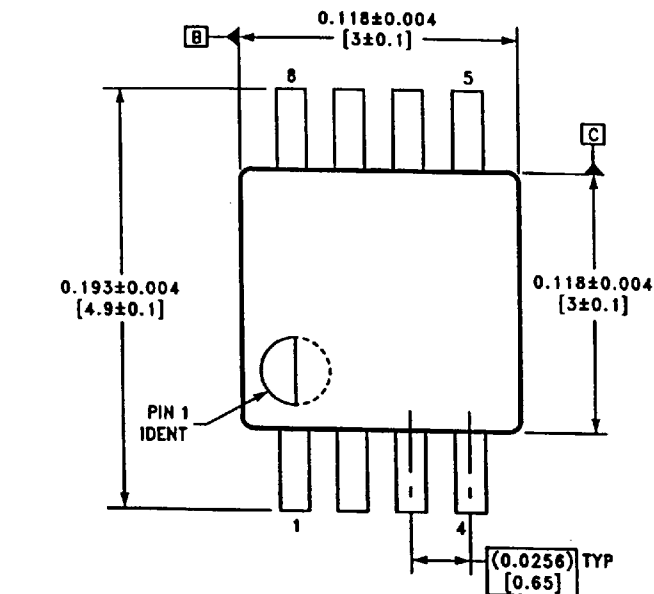 0.118±0.004
[3±0.1]
B
8
5
C
0.193±0.004
[4.9±0.1]
0.118±0.004
[3±0.1]
PIN 1
IDENT
1
4
(0.0256) TYP
[0.65]